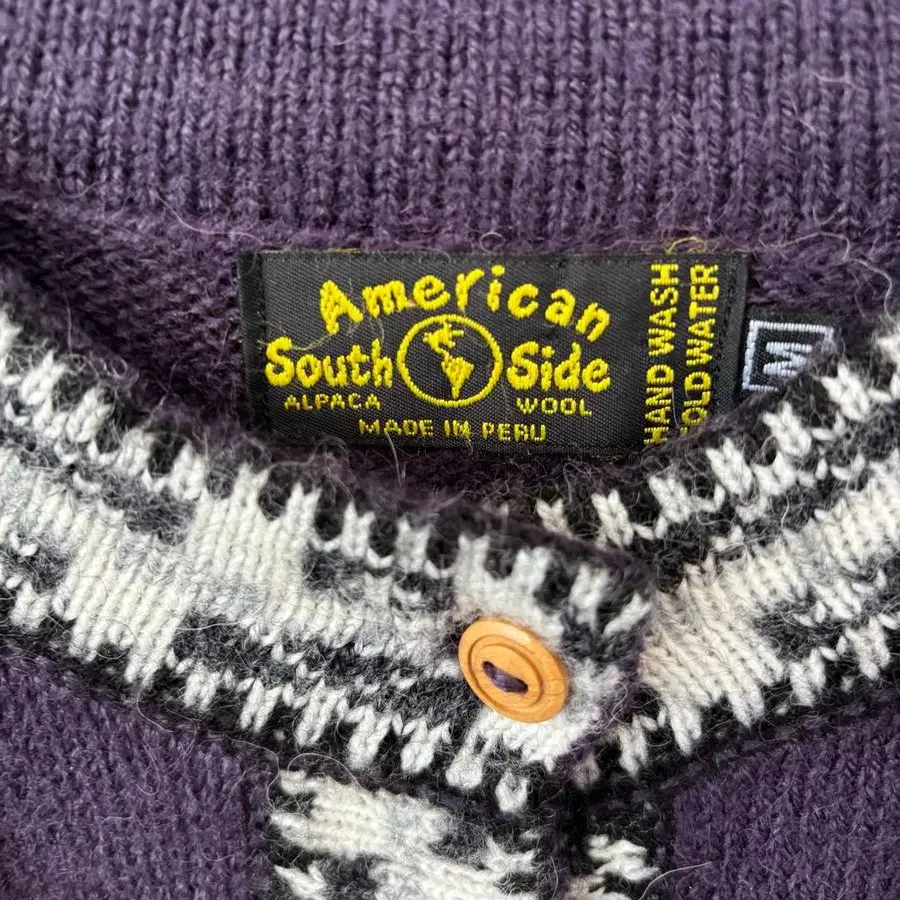 American
South Side
ALPACA WOOL
MADE IN PERU
HAND WASH
COLD WATER
M